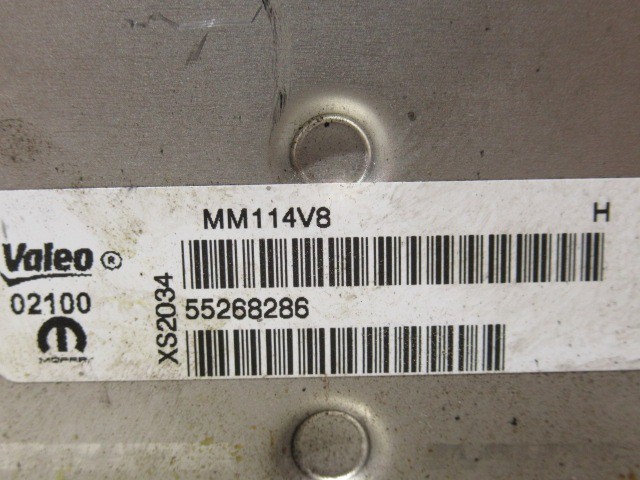 MM114V8
H
Valeo ®
02100
MOPAR
XS2034
55268286